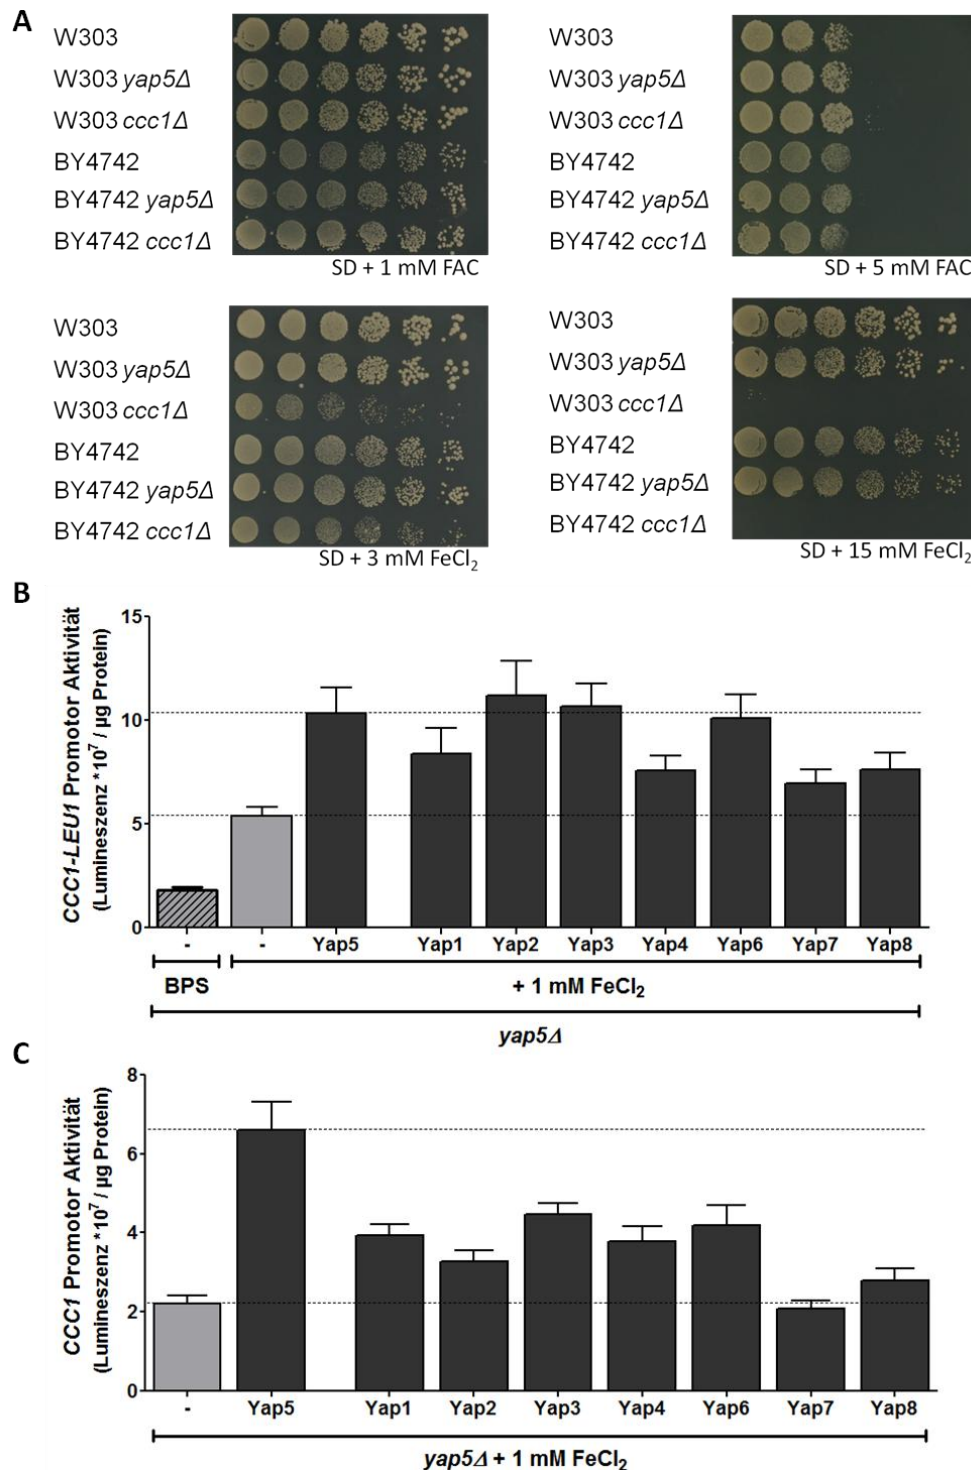 A
W303
W303 yap5Δ
W303 ccc1Δ
BY4742
BY4742 yap5Δ
BY4742 ccc1Δ
SD + 1 mM FAC
W303
W303 yap5Δ
W303 ccc1Δ
BY4742
BY4742 yap5Δ
BY4742 ccc1Δ
SD + 5 mM FAC
W303
W303 yap5Δ
W303 ccc1Δ
BY4742
BY4742 yap5Δ
BY4742 ccc1Δ
SD + 3 mM FeCl₂
W303
W303 yap5Δ
W303 ccc1Δ
BY4742
BY4742 yap5Δ
BY4742 ccc1Δ
SD + 15 mM FeCl₂
B
CCC1-LEU1 Promotor Aktivität
(Lumineszenz *10⁷ / µg Protein)
15
10
5
0
- - Yap5 Yap1 Yap2 Yap3 Yap4 Yap6 Yap7 Yap8
BPS + 1 mM FeCl₂
yap5Δ
C
CCC1 Promotor Aktivität
(Lumineszenz *10⁷ / µg Protein)
8
6
4
2
0
- Yap5 Yap1 Yap2 Yap3 Yap4 Yap6 Yap7 Yap8
yap5Δ + 1 mM FeCl₂